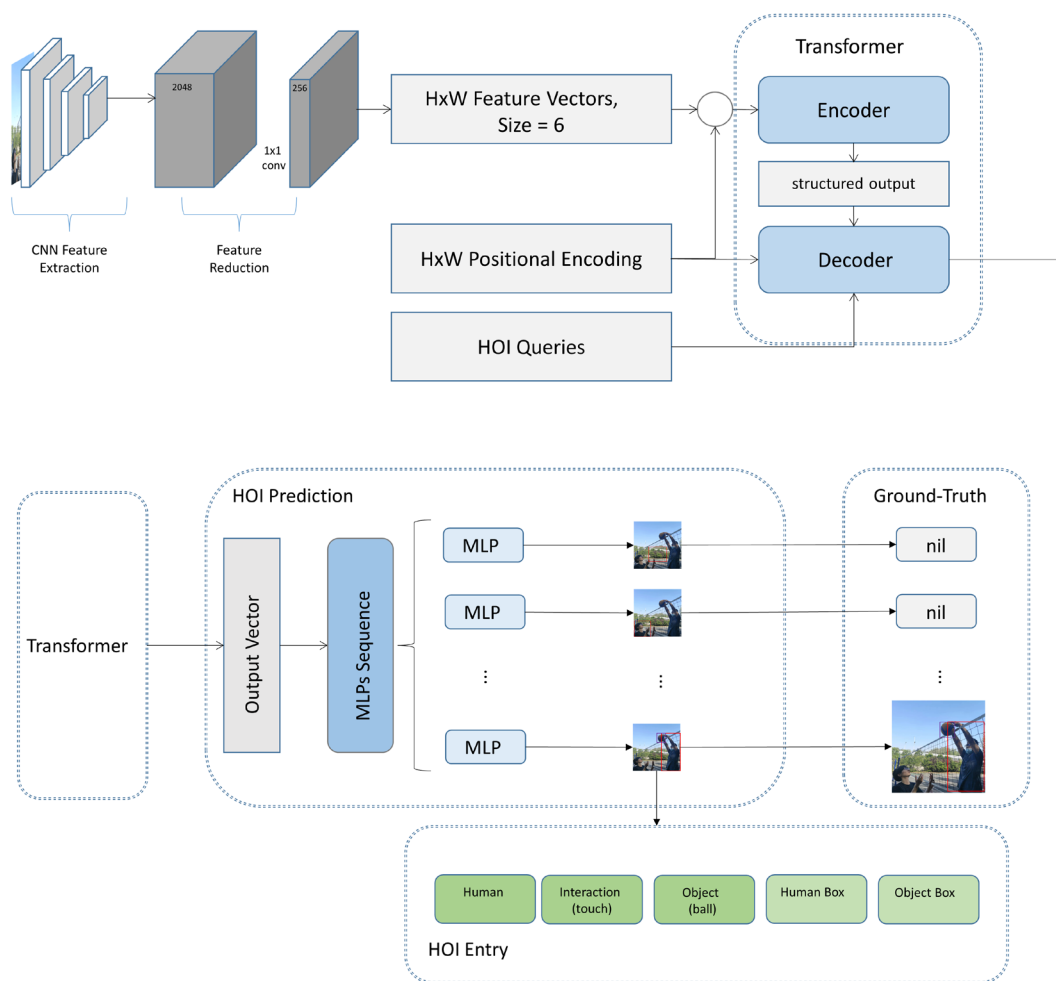 Transformer
2048
256
1x1
conv
HxW Feature Vectors,
Size = 6
Encoder
structured output
CNN Feature
Extraction
Feature
Reduction
HxW Positional Encoding
Decoder
HOI Queries
HOI Prediction
Ground-Truth
Transformer
Output Vector
MLPs Sequence
MLP
nil
MLP
nil
...
...
...
MLP
Human
Interaction
(touch)
Object
(ball)
Human Box
Object Box
HOI Entry